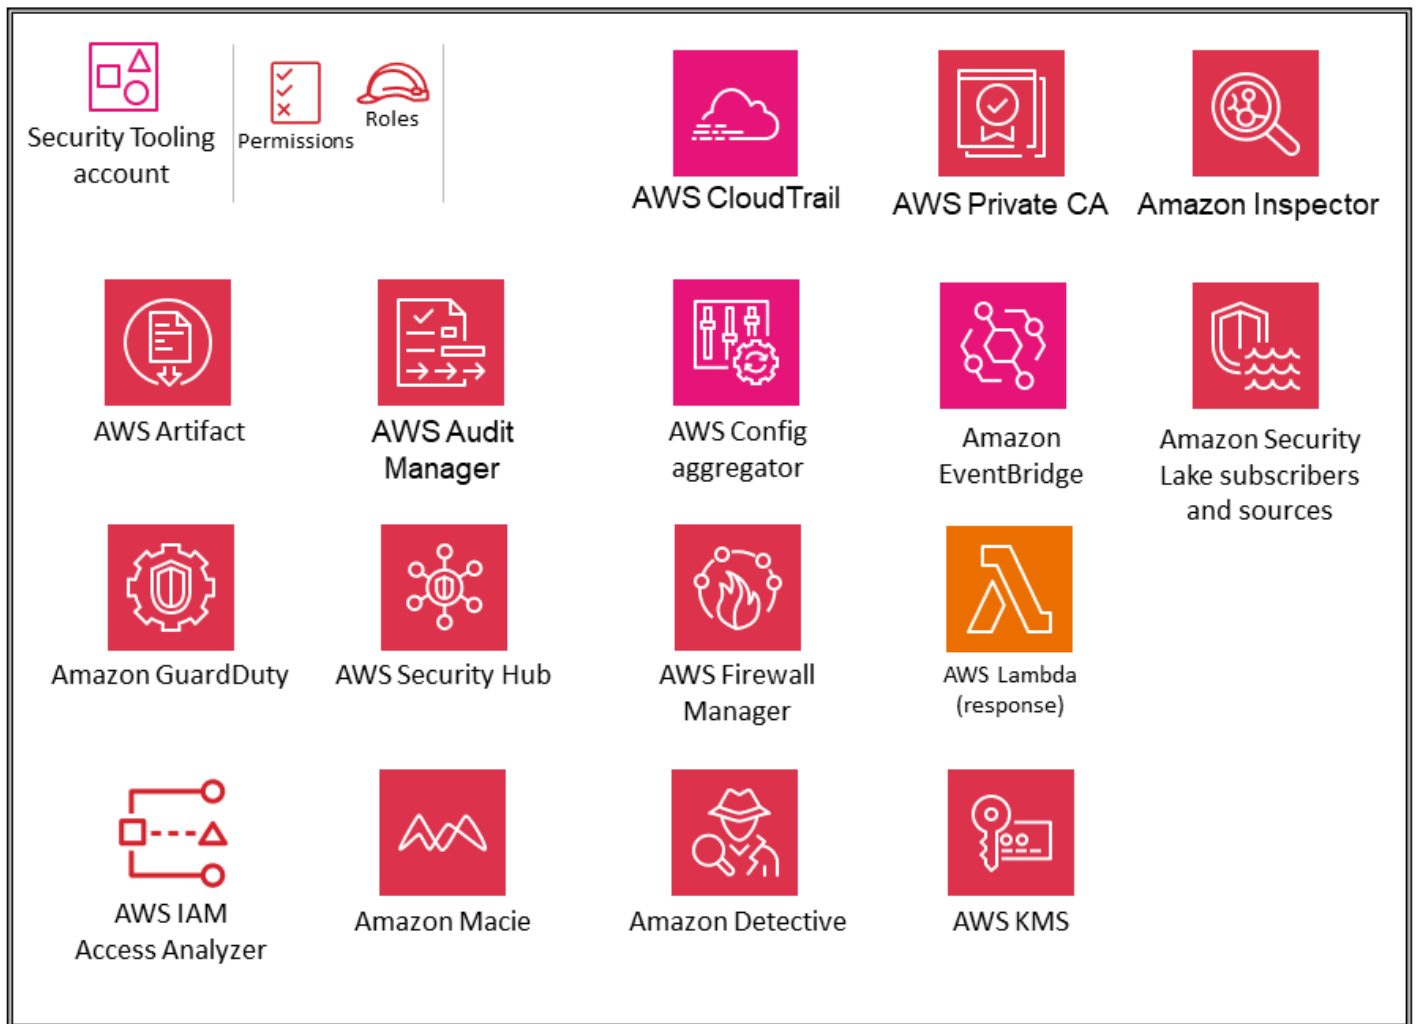 Security Tooling
account
Permissions
Roles
AWS CloudTrail
AWS Private CA
Amazon Inspector
AWS Artifact
AWS Audit
Manager
AWS Config
aggregator
Amazon
EventBridge
Amazon Security
Lake subscribers
and sources
Amazon GuardDuty
AWS Security Hub
AWS Firewall
Manager
AWS Lambda
(response)
AWS IAM
Access Analyzer
Amazon Macie
Amazon Detective
AWS KMS